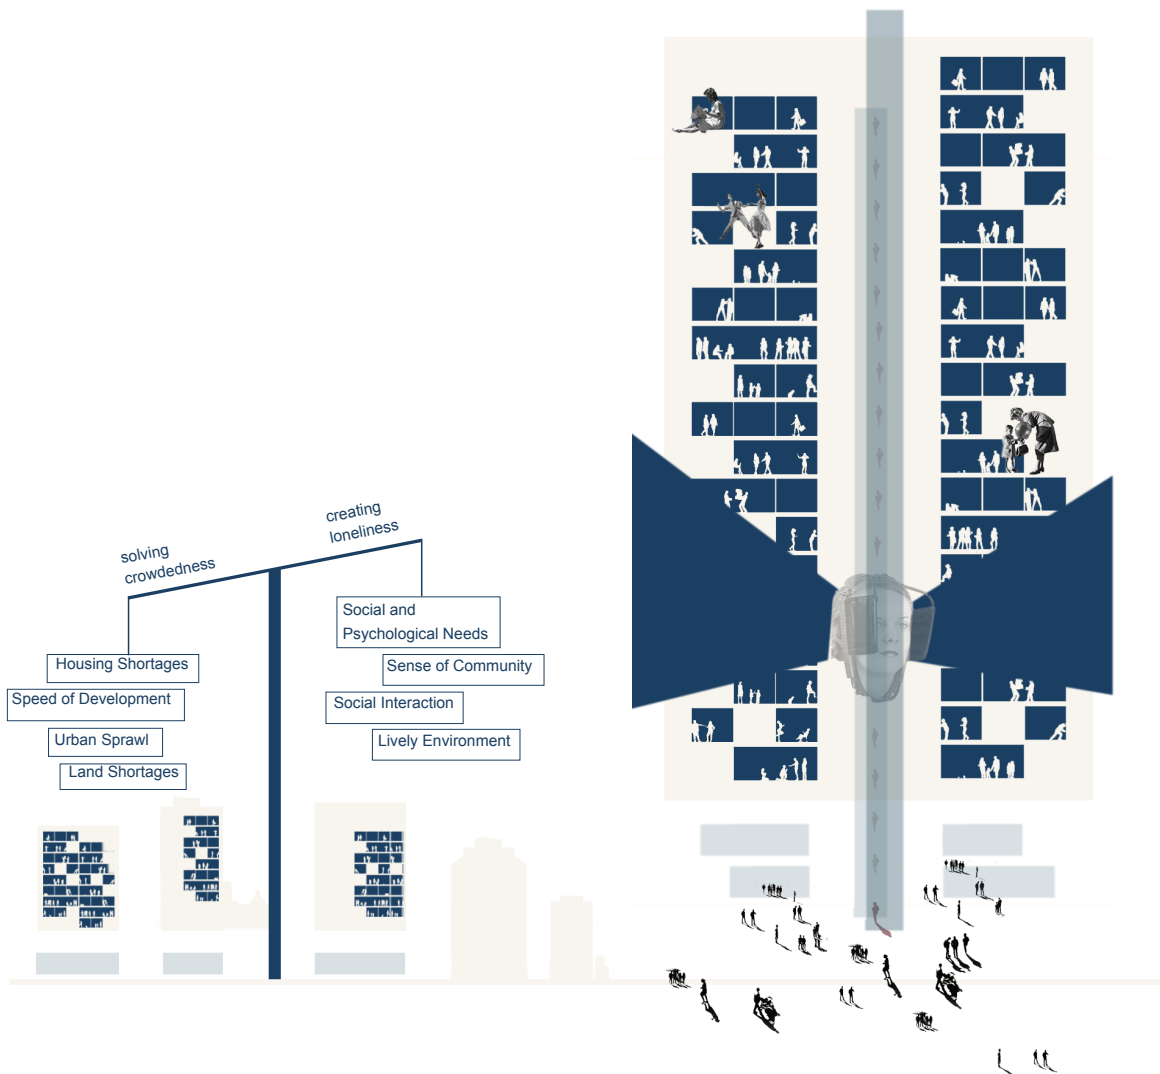 creating
loneliness
solving
crowdedness
Social and
Psychological Needs
Housing Shortages
Sense of Community
Speed of Development
Social Interaction
Urban Sprawl
Lively Environment
Land Shortages